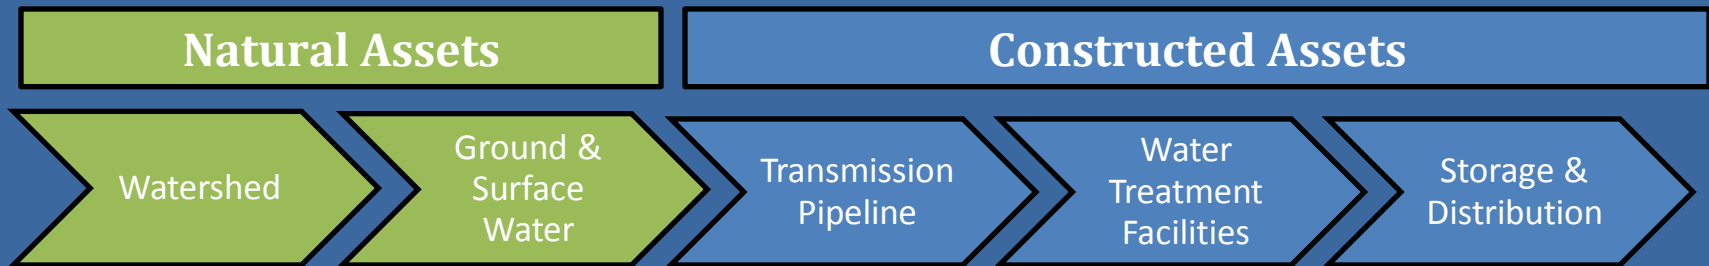 Natural Assets
Constructed Assets
Watershed
Ground &
Surface
Water
Transmission
Pipeline
Water
Treatment
Facilities
Storage &
Distribution